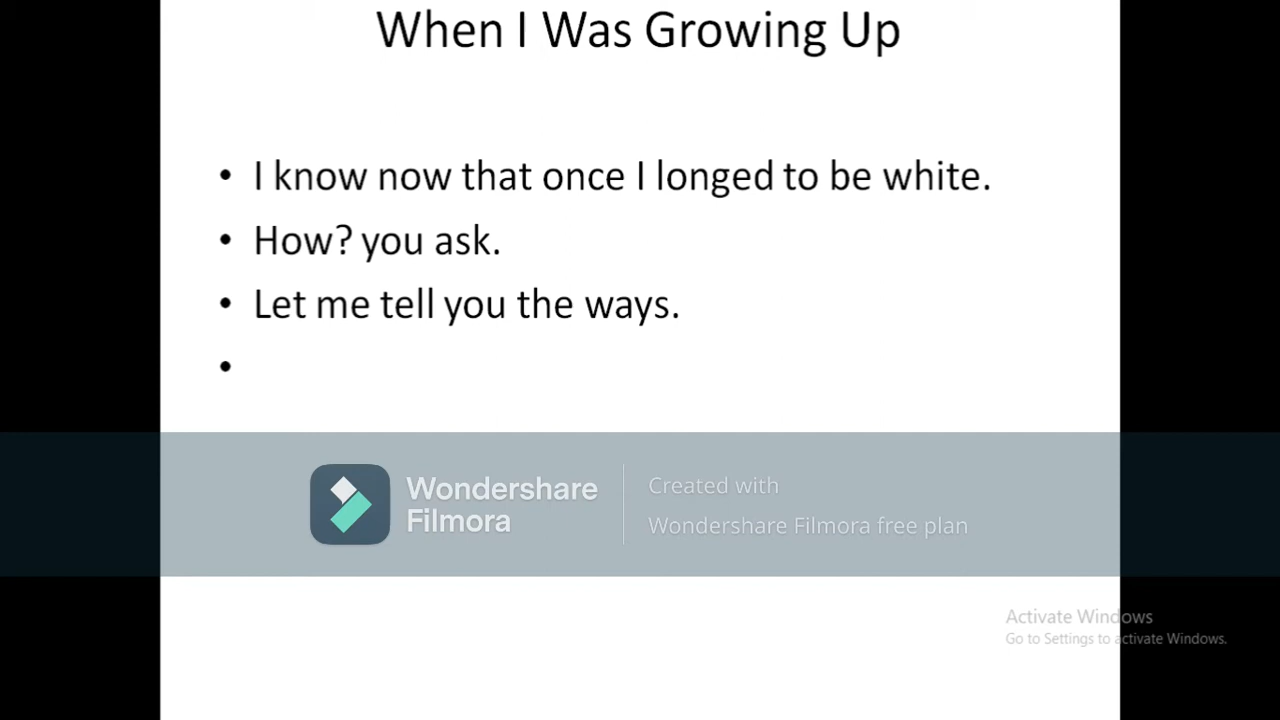 When I Was Growing Up
• I know now that once I longed to be white.
• How? you ask.
• Let me tell you the ways.
•
Wondershare
Filmora
Created with
Wondershare Filmora free plan
Activate Windows
Go to Settings to activate Windows.